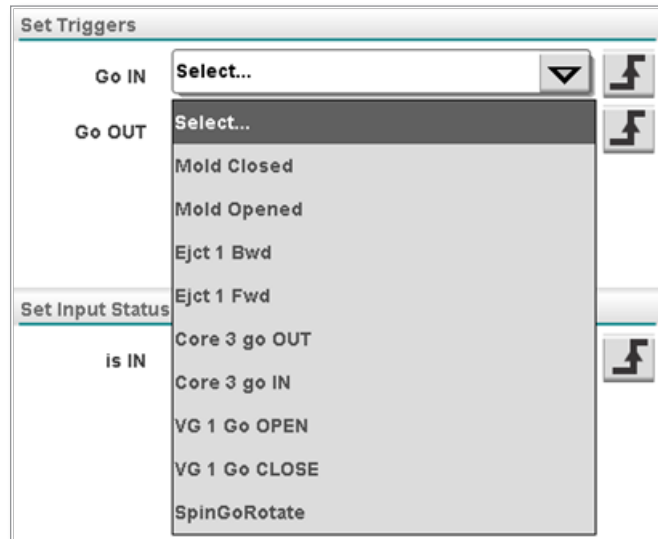 Set Triggers
Go IN
Select...
Go OUT
Select...
Mold Closed
Mold Opened
Ejct 1 Bwd
Ejct 1 Fwd
Set Input Status
Core 3 go OUT
is IN
Core 3 go IN
VG 1 Go OPEN
VG 1 Go CLOSE
SpinGoRotate